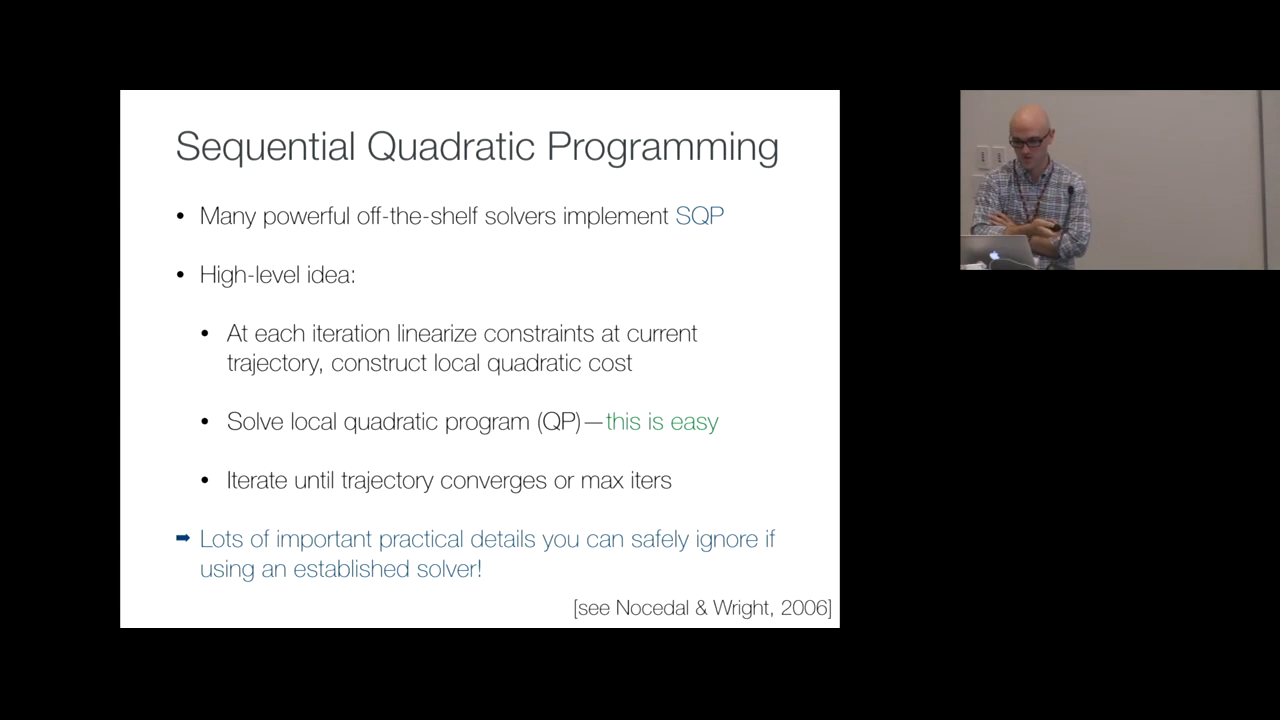 Sequential Quadratic Programming
• Many powerful off-the-shelf solvers implement SQP
• High-level idea:
• At each iteration linearize constraints at current
trajectory, construct local quadratic cost
• Solve local quadratic program (QP)—this is easy
• Iterate until trajectory converges or max iters
➡ Lots of important practical details you can safely ignore if
using an established solver!
[see Nocedal & Wright, 2006]